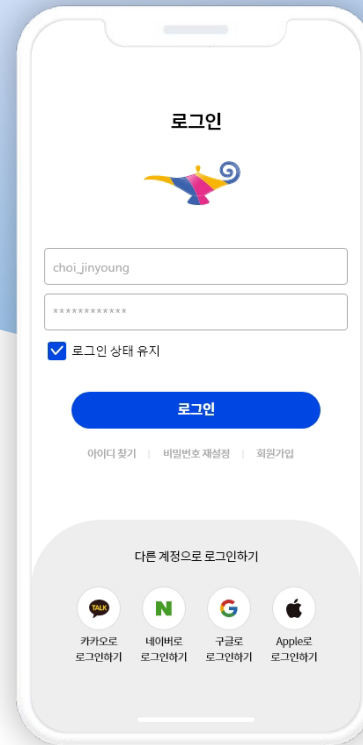 로그인
choi_jinyoung
************
로그인 상태 유지
로그인
아이디 찾기 | 비밀번호 재설정 | 회원가입
다른 계정으로 로그인하기
TALK N G
카카오로 네이버로 구글로 Apple로
로그인하기 로그인하기 로그인하기 로그인하기